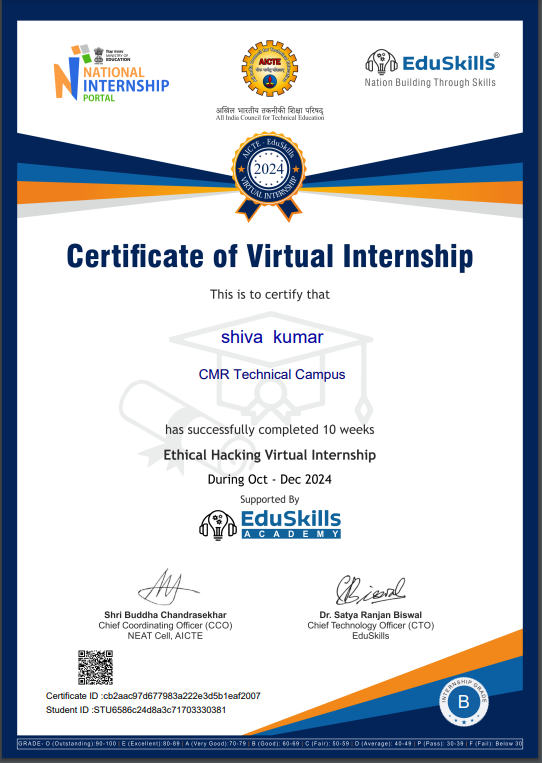 शिक्षा मंत्रालय
MINISTRY OF
EDUCATION
NATIONAL
INTERNSHIP
PORTAL
AICTE
अखिल भारतीय तकनीकी शिक्षा परिषद्
All India Council for Technical Education
EduSkills®
Nation Building Through Skills
AICTE - EduSkills
2024
VIRTUAL INTERNSHIP
Certificate of Virtual Internship
This is to certify that
shiva kumar
CMR Technical Campus
has successfully completed 10 weeks
Ethical Hacking Virtual Internship
During Oct - Dec 2024
Supported By
EduSkills
ACADEMY
Shri Buddha Chandrasekhar
Chief Coordinating Officer (CCO)
NEAT Cell, AICTE
Dr. Satya Ranjan Biswal
Chief Technology Officer (CTO)
EduSkills
Certificate ID :cb2aac97d677983a222e3d5b1eaf2007
Student ID :STU6586c24d8a3c71703330381
INTERNSHIP GRADE
B
GRADE- O (Outstanding):90-100 | E (Excellent):80-89 | A (Very Good):70-79 | B (Good): 60-69 | C (Fair): 50-59 | D (Average): 40-49 | P (Pass): 30-39 | F (Fail): Below 30